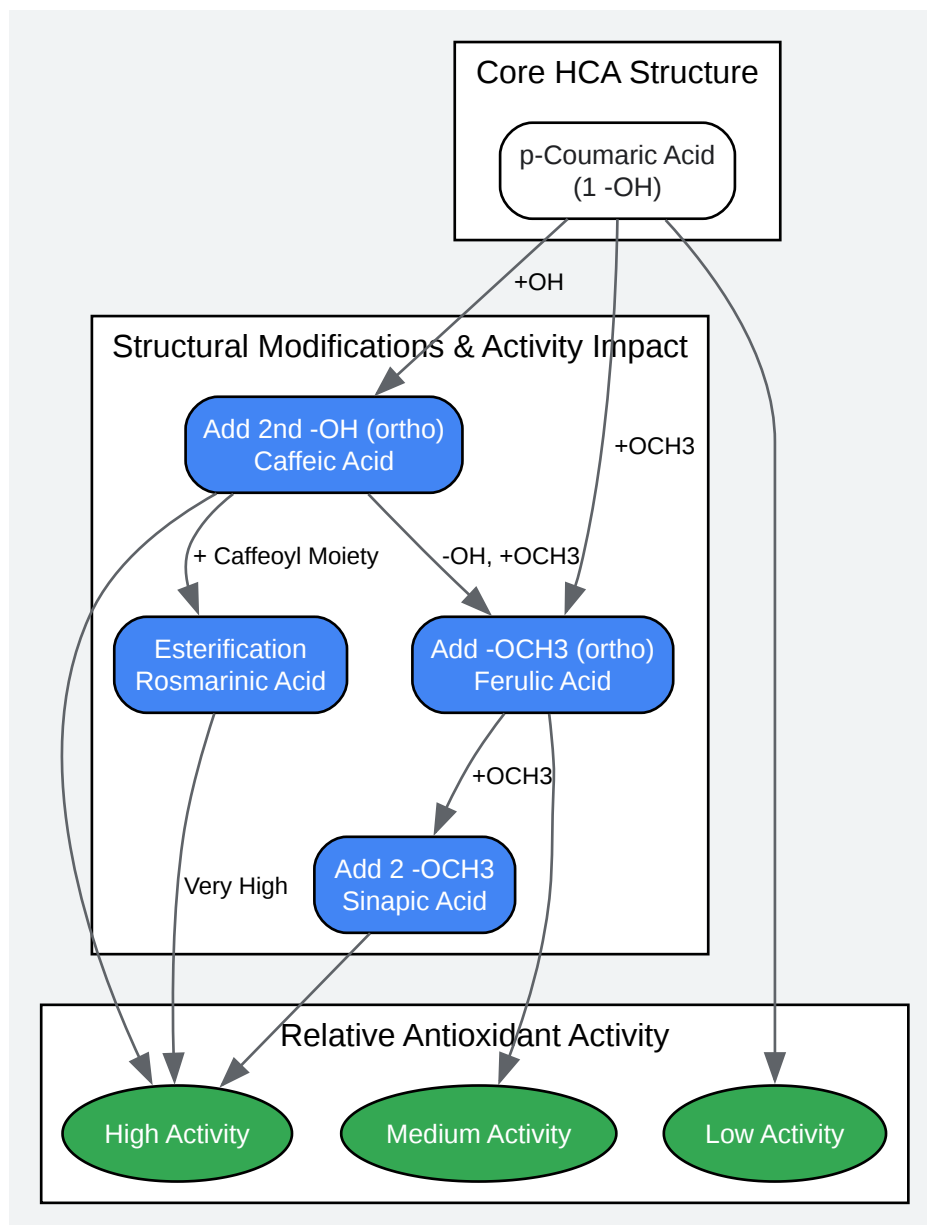 Core HCA Structure
p-Coumaric Acid
(1 -OH)
+OH
Structural Modifications & Activity Impact
Add 2nd -OH (ortho)
Caffeic Acid
+OCH3
+ Caffeoyl Moiety
-OH, +OCH3
Esterification
Rosmarinic Acid
Add -OCH3 (ortho)
Ferulic Acid
+OCH3
Add 2 -OCH3
Sinapic Acid
Very High
Relative Antioxidant Activity
High Activity
Medium Activity
Low Activity